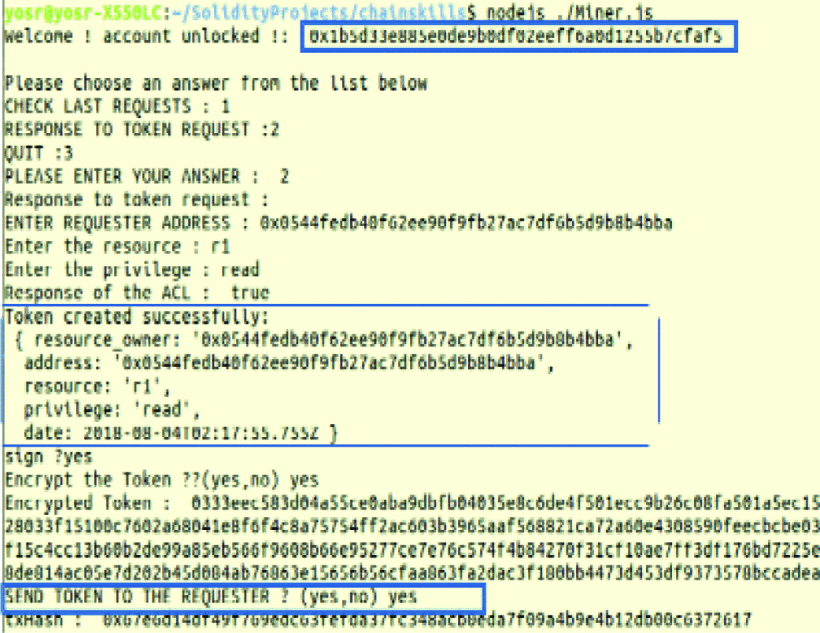 yosr@yosr-X550LC:~/SolidityProjects/chainskills$ nodejs ./Miner.js
Welcome ! account unlocked !: 0x1b5d33e885e0de9b0df02eeff6a0d1255b7cfaf5
Please choose an answer from the list below
CHECK LAST REQUESTS : 1
RESPONSE TO TOKEN REQUEST :2
QUIT :3
PLEASE ENTER YOUR ANSWER : 2
Response to token request :
ENTER REQUESTER ADDRESS : 0x0544fedb40f62ee90f9fb27ac7df6b5d9b8b4bba
Enter the resource : r1
Enter the privilege : read
Response of the ACL : true
Token created successfully:
{ resource_owner: '0x0544fedb40f62ee90f9fb27ac7df6b5d9b8b4bba',
address: '0x0544fedb40f62ee90f9fb27ac7df6b5d9b8b4bba',
resource: 'r1',
privilege: 'read',
date: 2018-08-04T02:17:55.755Z }
sign ?yes
Encrypt the Token ??(yes,no) yes
Encrypted Token : 0333eec583d04a55ce0aba9dbfb04035e8c6de4f501ecc9b26c08fa501a5ec15
28033f15100c7602a68041e8f6f4c8a75754ff2ac603b3965aaf568821ca72a60e4308590feecbcbe03
f15c4cc13b60b2de99a85eb566f9608b66e95277ce7e76c574f4b84270f31cf10ae7ff3df176bd7225e
8de814ac05e7d202b45d084ab76863e15656b56cfaa863fa2dac3f180bb4473d453df9373578bccadea
SEND TOKEN TO THE REQUESTER ? (yes,no) yes
txHash :